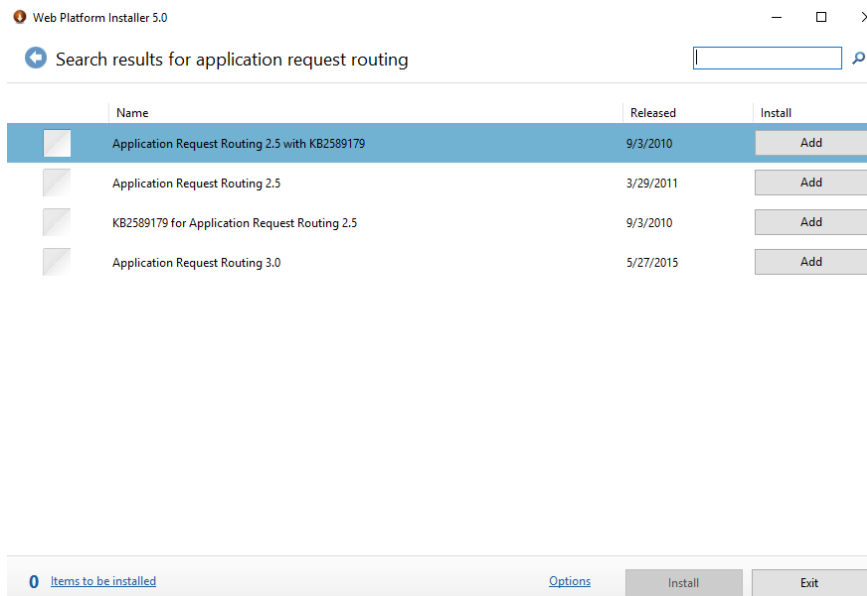 Web Platform Installer 5.0
Search results for application request routing
Name Released Install
Application Request Routing 2.5 with KB2589179 9/3/2010 Add
Application Request Routing 2.5 3/29/2011 Add
KB2589179 for Application Request Routing 2.5 9/3/2010 Add
Application Request Routing 3.0 5/27/2015 Add
0 Items to be installed Options Install Exit